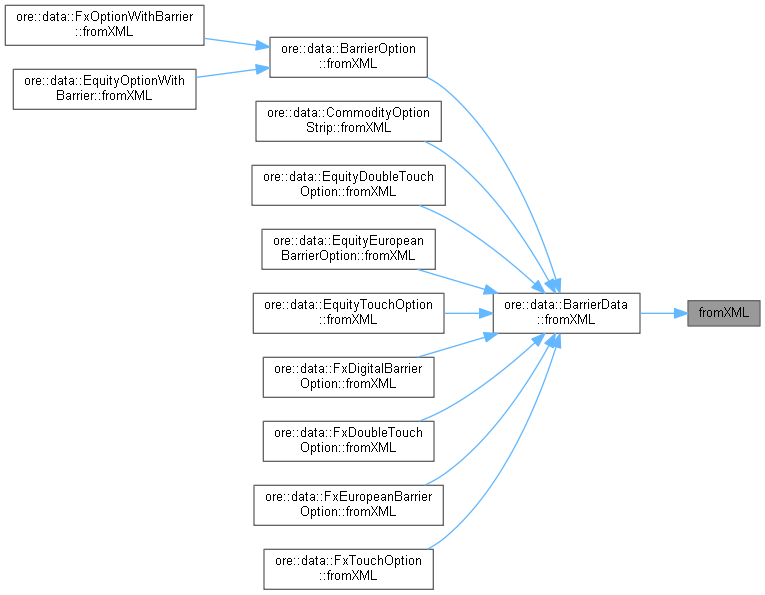 ore::data::FxOptionWithBarrier
::fromXML
ore::data::EquityOptionWith
Barrier::fromXML
ore::data::BarrierOption
::fromXML
ore::data::CommodityOption
Strip::fromXML
ore::data::EquityDoubleTouch
Option::fromXML
ore::data::EquityEuropean
BarrierOption::fromXML
ore::data::EquityTouchOption
::fromXML
ore::data::FxDigitalBarrier
Option::fromXML
ore::data::FxDoubleTouch
Option::fromXML
ore::data::FxEuropeanBarrier
Option::fromXML
ore::data::FxTouchOption
::fromXML
ore::data::BarrierData
::fromXML
fromXML